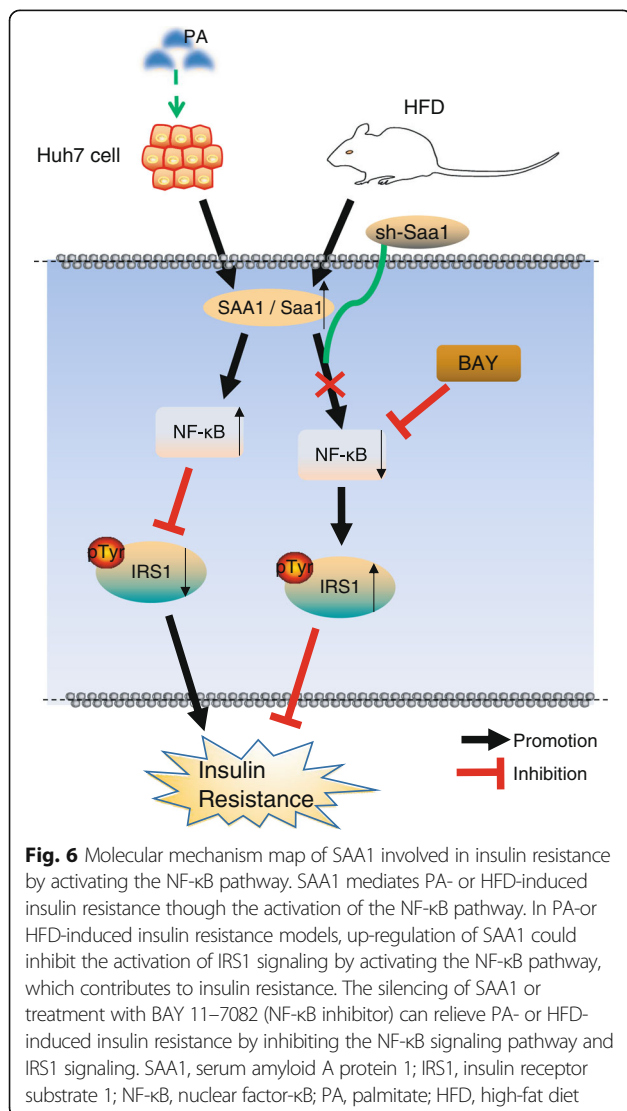 PA
HFD
Huh7 cell
sh-Saa1
SAA1 / Saa1
BAY
NF-κB
NF-κB
pTyr
IRS1
pTyr
IRS1
Promotion
Inhibition
Insulin
Resistance
Fig. 6 Molecular mechanism map of SAA1 involved in insulin resistance
by activating the NF-κB pathway. SAA1 mediates PA- or HFD-induced
insulin resistance though the activation of the NF-κB pathway. In PA-or
HFD-induced insulin resistance models, up-regulation of SAA1 could
inhibit the activation of IRS1 signaling by activating the NF-κB pathway,
which contributes to insulin resistance. The silencing of SAA1 or
treatment with BAY 11–7082 (NF-κB inhibitor) can relieve PA- or HFD-
induced insulin resistance by inhibiting the NF-κB signaling pathway and
IRS1 signaling. SAA1, serum amyloid A protein 1; IRS1, insulin receptor
substrate 1; NF-κB, nuclear factor-κB; PA, palmitate; HFD, high-fat diet